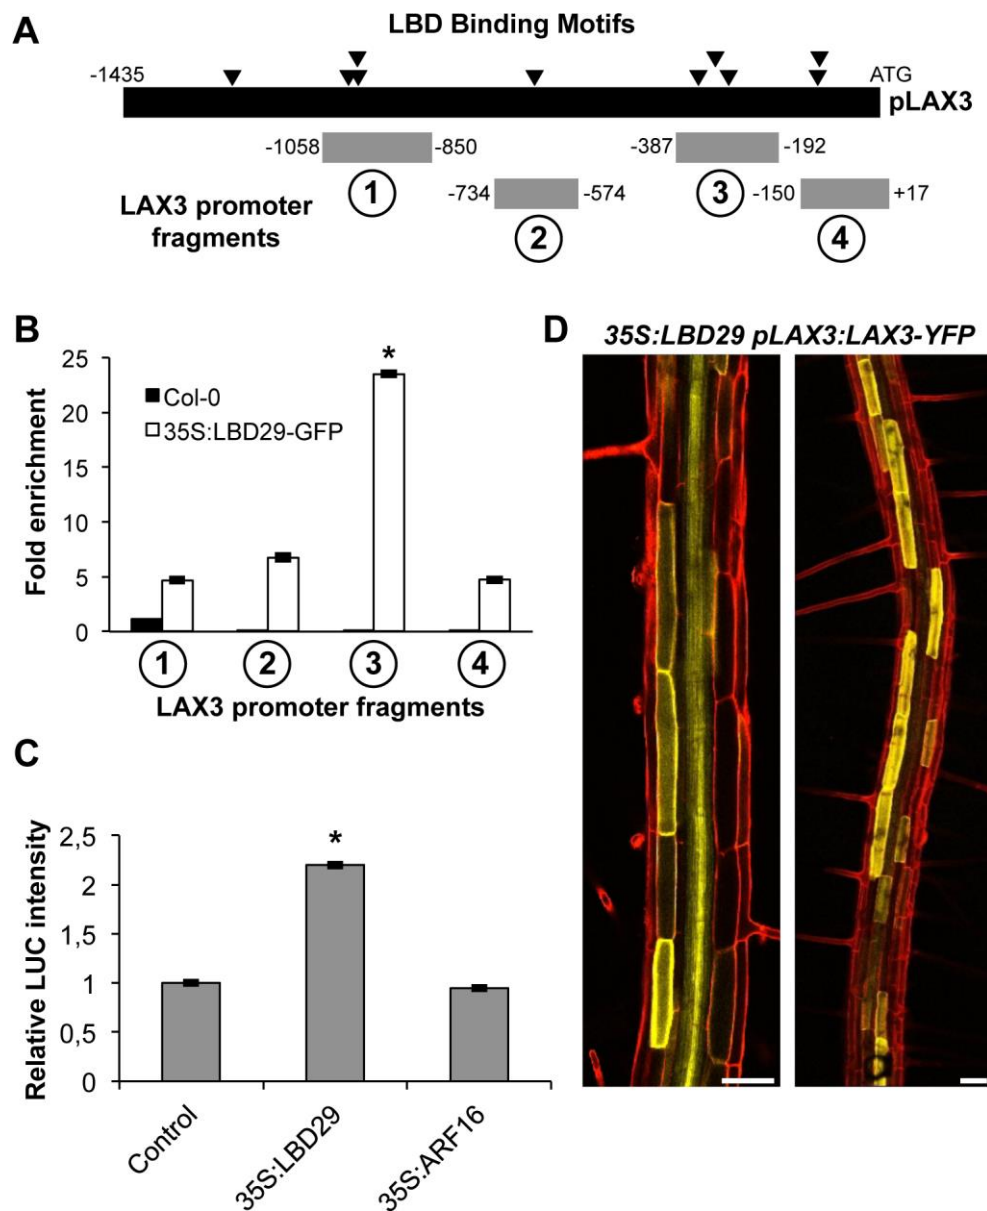 A
LBD Binding Motifs
-1435
ATG
pLAX3
-1058
-850
-387
-192
1
3
-734
-574
-150
+17
LAX3 promoter
fragments
2
4
B
25
20
15
10
5
0
Fold enrichment
Col-0
35S:LBD29-GFP
*
1
2
3
4
LAX3 promoter fragments
C
2,5
2
1,5
1
0,5
0
Relative LUC intensity
*
Control
35S:LBD29
35S:ARF16
D
35S:LBD29 pLAX3:LAX3-YFP